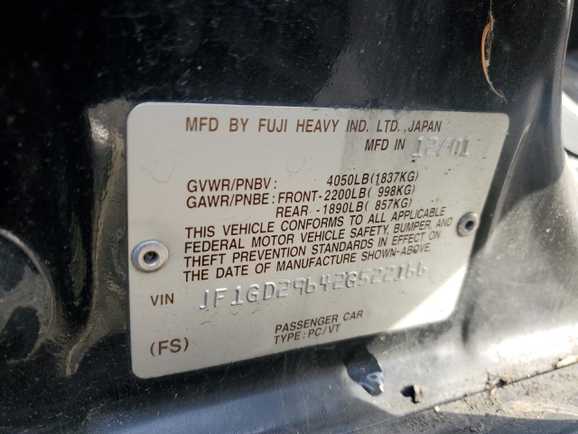 MFD BY FUJI HEAVY IND. LTD. ,JAPAN
MFD IN 12/01
GVWR/PNBV : 4050LB(1837KG)
GAWR/PNBE : FRONT-2200LB( 998KG)
REAR -1890LB( 857KG)
THIS VEHICLE CONFORMS TO ALL APPLICABLE
FEDERAL MOTOR VEHICLE SAFETY, BUMPER, AND
THEFT PREVENTION STANDARDS IN EFFECT ON
THE DATE OF MANUFACTURE SHOWN-ABOVE.
VIN : JF1GD29642G522166
PASSENGER CAR
(FS) TYPE:PC/VT